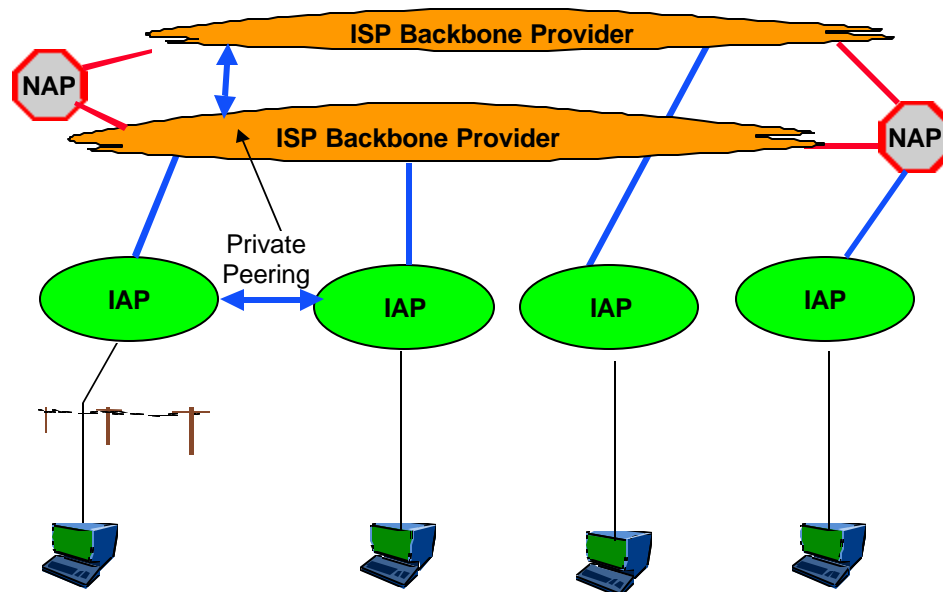 ISP Backbone Provider
NAP
ISP Backbone Provider
NAP
Private
Peering
IAP
IAP
IAP
IAP